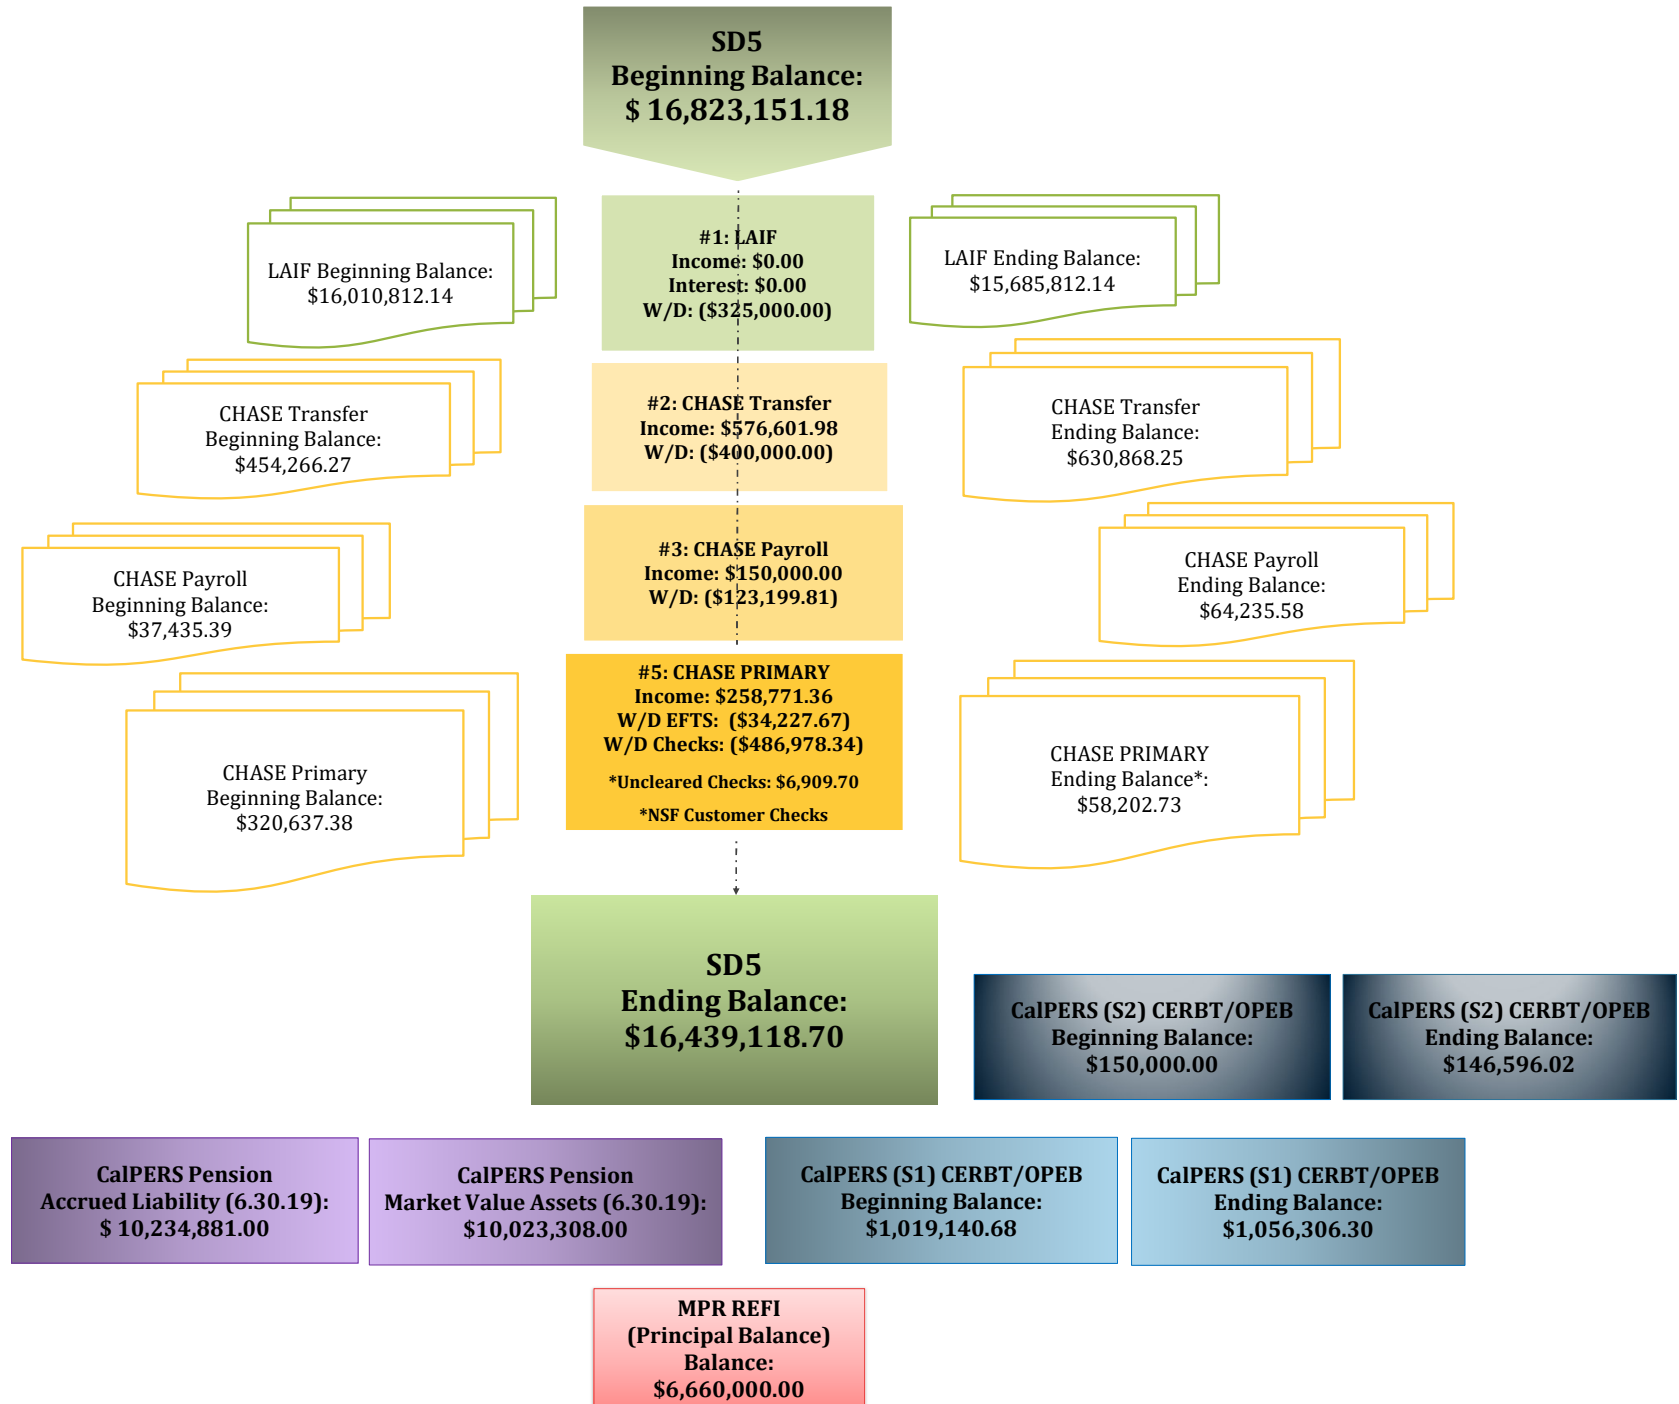 SD5
Beginning Balance:
$ 16,823,151.18
LAIF Beginning Balance:
$16,010,812.14
#1: LAIF
Income: $0.00
Interest: $0.00
W/D: ($325,000.00)
LAIF Ending Balance:
$15,685,812.14
CHASE Transfer
Beginning Balance:
$454,266.27
#2: CHASE Transfer
Income: $576,601.98
W/D: ($400,000.00)
CHASE Transfer
Ending Balance:
$630,868.25
CHASE Payroll
Beginning Balance:
$37,435.39
#3: CHASE Payroll
Income: $150,000.00
W/D: ($123,199.81)
CHASE Payroll
Ending Balance:
$64,235.58
CHASE Primary
Beginning Balance:
$320,637.38
#5: CHASE PRIMARY
Income: $258,771.36
W/D EFTS:  ($34,227.67)
W/D Checks: ($486,978.34)
*Uncleared Checks: $6,909.70
*NSF Customer Checks
CHASE PRIMARY
Ending Balance*:
$58,202.73
SD5
Ending Balance:
$16,439,118.70
CalPERS (S2) CERBT/OPEB
Beginning Balance:
$150,000.00
CalPERS (S2) CERBT/OPEB
Ending Balance:
$146,596.02
CalPERS Pension
Accrued Liability (6.30.19):
$ 10,234,881.00
CalPERS Pension
Market Value Assets (6.30.19):
$10,023,308.00
CalPERS (S1) CERBT/OPEB
Beginning Balance:
$1,019,140.68
CalPERS (S1) CERBT/OPEB
Ending Balance:
$1,056,306.30
MPR REFI
(Principal Balance)
Balance:
$6,660,000.00